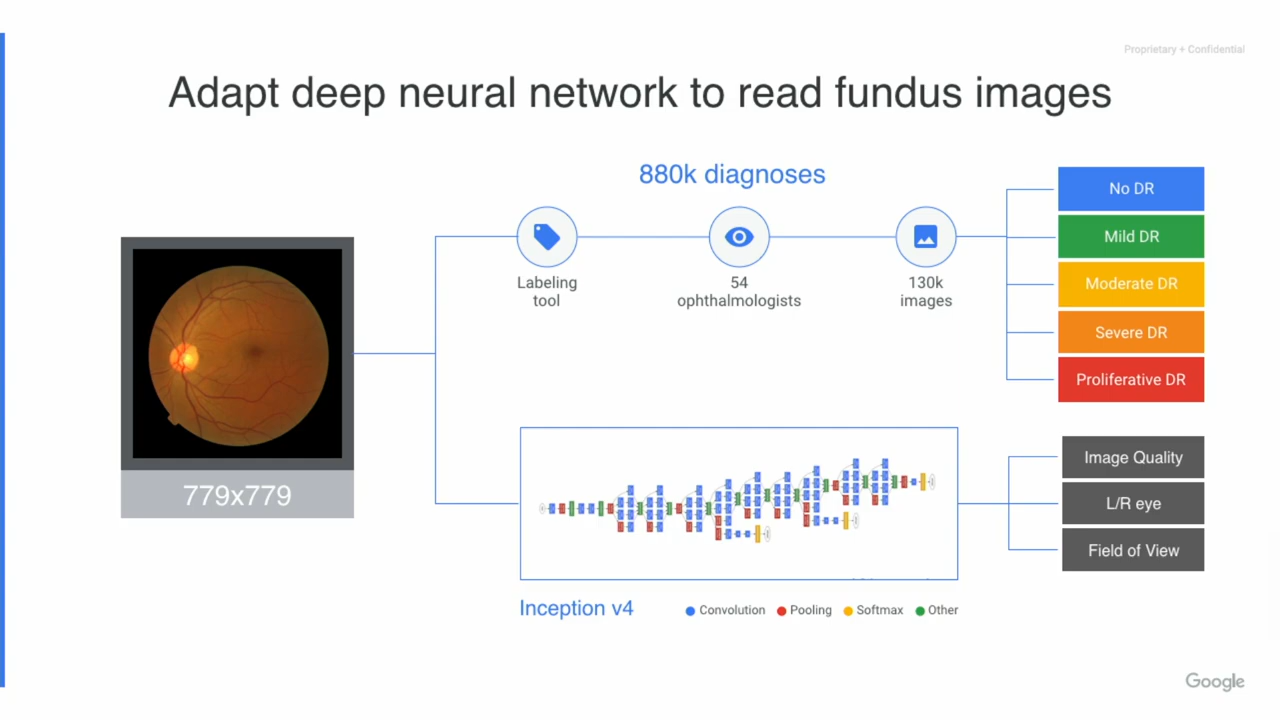 Proprietary + Confidential
Adapt deep neural network to read fundus images
880k diagnoses
Labeling
tool
54
ophthalmologists
130k
images
No DR
Mild DR
Moderate DR
Severe DR
Proliferative DR
779x779
Image Quality
L/R eye
Field of View
Inception v4
Convolution
Pooling
Softmax
Other
Google